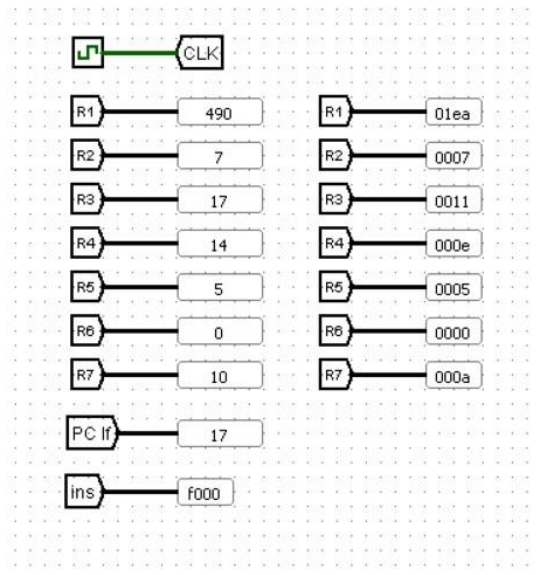 CLK
R1 490 R1 01ea
R2 7 R2 0007
R3 17 R3 0011
R4 14 R4 000e
R5 5 R5 0005
R6 0 R6 0000
R7 10 R7 000a
PC If 17
ins f000